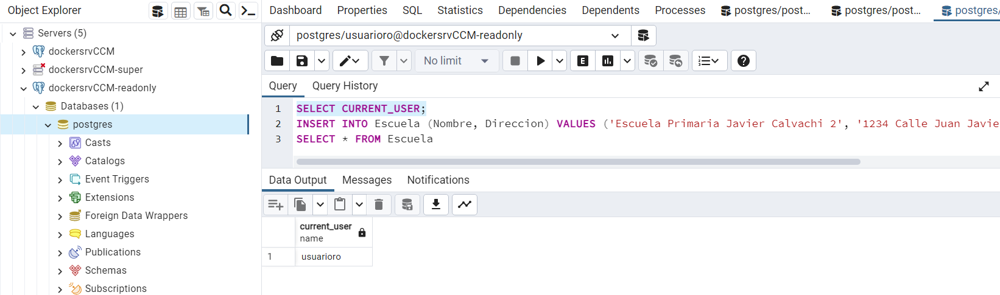 Object Explorer
Dashboard Properties SQL Statistics Dependencies Dependents Processes postgres/post... postgres/post... postgres/
Servers (5)
dockersrvCCM
dockersrvCCM-super
dockersrvCCM-readonly
Databases (1)
postgres
Casts
Catalogs
Event Triggers
Extensions
Foreign Data Wrappers
Languages
Publications
Schemas
Subscriptions
postgres/usuarioro@dockersrvCCM-readonly
No limit
E
Query Query History
1 SELECT CURRENT_USER;
2 INSERT INTO Escuela (Nombre, Direccion) VALUES ('Escuela Primaria Javier Calvachi 2', '1234 Calle Juan Javie
3 SELECT * FROM Escuela
Data Output Messages Notifications
current_user
name
1 usuarioro